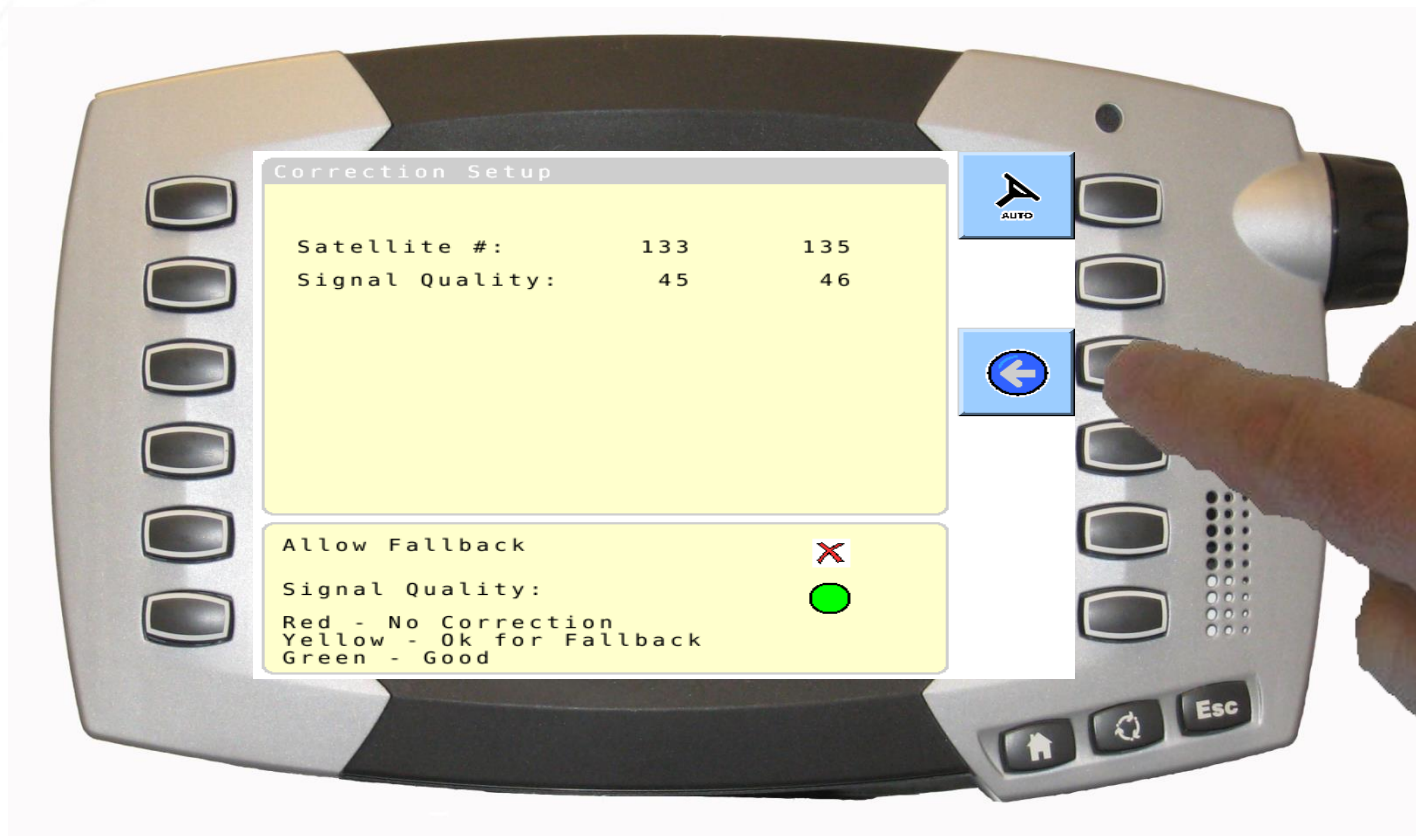 Correction Setup
AUTO
Satellite #: 133 135
Signal Quality: 45 46
Allow Fallback
Signal Quality:
Red - No Correction
Yellow - Ok for Fallback
Green - Good
Esc